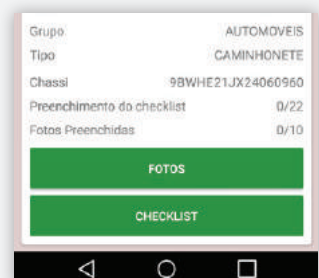 Grupo AUTOMOVEIS
Tipo CAMINHONETE
Chassi 9BWHE21JX24060960
Preenchimento do checklist 0/22
Fotos Preenchidas 0/10
FOTOS
CHECKLIST